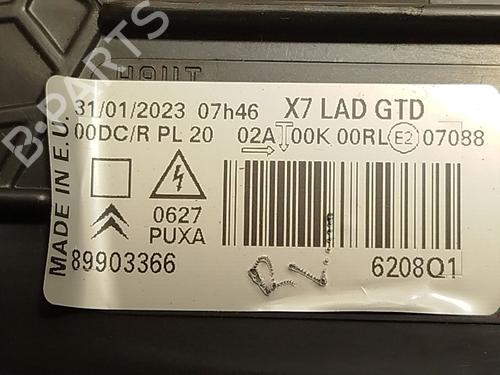 B-PARTS
HAUT
31/01/2023 07h46 X7 LAD GTD
00DC/R PL 20 02A 00K 00RL E2 07088
MADE IN E.U.
0627
PUXA
89903366
6208Q1